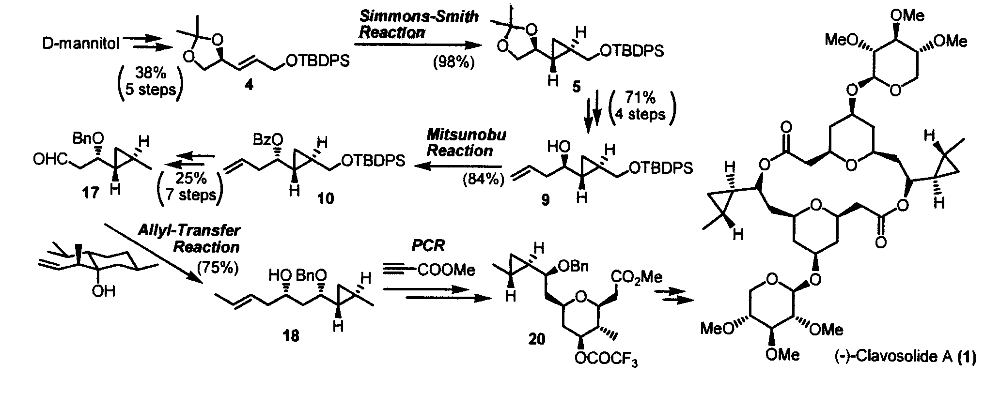 D-mannitol
38%
5 steps
O
O
OTBDPS
4
Simmons-Smith
Reaction
(98%)
O
O
H
H
OTBDPS
5
71%
4 steps
HO
H
H
OTBDPS
9
Mitsunobu
Reaction
(84%)
BzO
H
H
OTBDPS
10
25%
7 steps
BnO
OHC
H
H
17
Allyl-Transfer
Reaction
(75%)
OH
HO BnO
H
H
18
PCR
COOMe
H
H
OBn
CO2Me
O
OCOCF3
20
OMe
MeO
OMe
O
O
O
O
H
H
O
O
H
H
O
O
O
O
O
MeO
OMe
OMe
(-)-Clavosolide A (1)